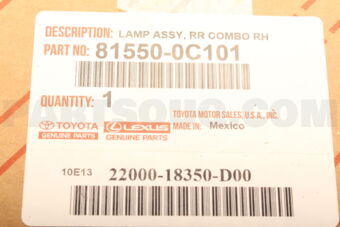 DESCRIPTION: LAMP ASSY, RR COMBO RH
PART NO: 81550-0C101
QUANTITY: 1
TOYOTA MOTOR SALES, U.S.A., INC.
TOYOTA GENUINE PARTS
LEXUS GENUINE PARTS
MADE IN: Mexico
10E13 22000-18350-D00